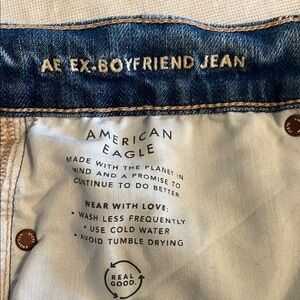 AE EX-BOYFRIEND JEAN
AMERICAN
EAGLE
MADE WITH THE PLANET IN
MIND AND A PROMISE TO
CONTINUE TO DO BETTER
WEAR WITH LOVE:
• WASH LESS FREQUENTLY
• USE COLD WATER
• AVOID TUMBLE DRYING
REAL
GOOD.